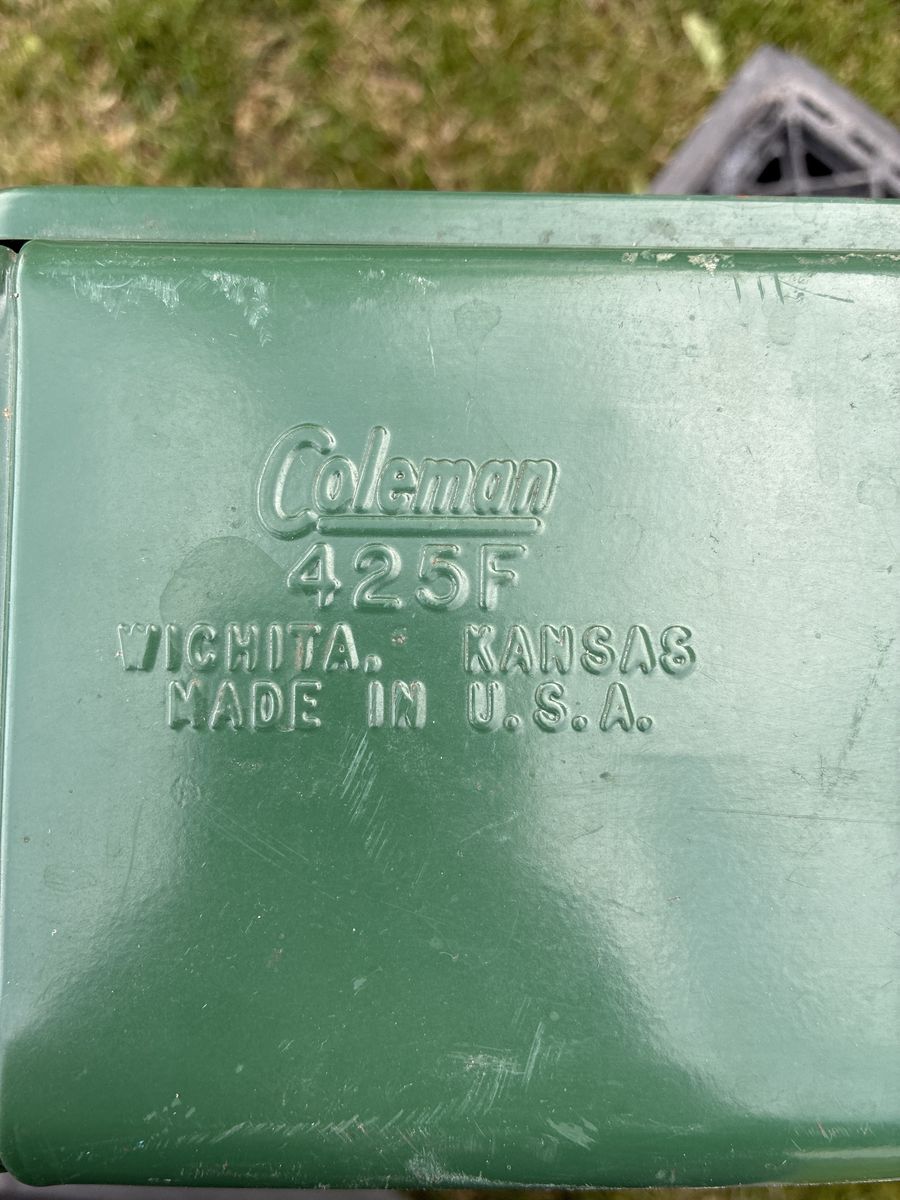 Coleman
425F
WICHITA, KANSAS
MADE IN U.S.A.